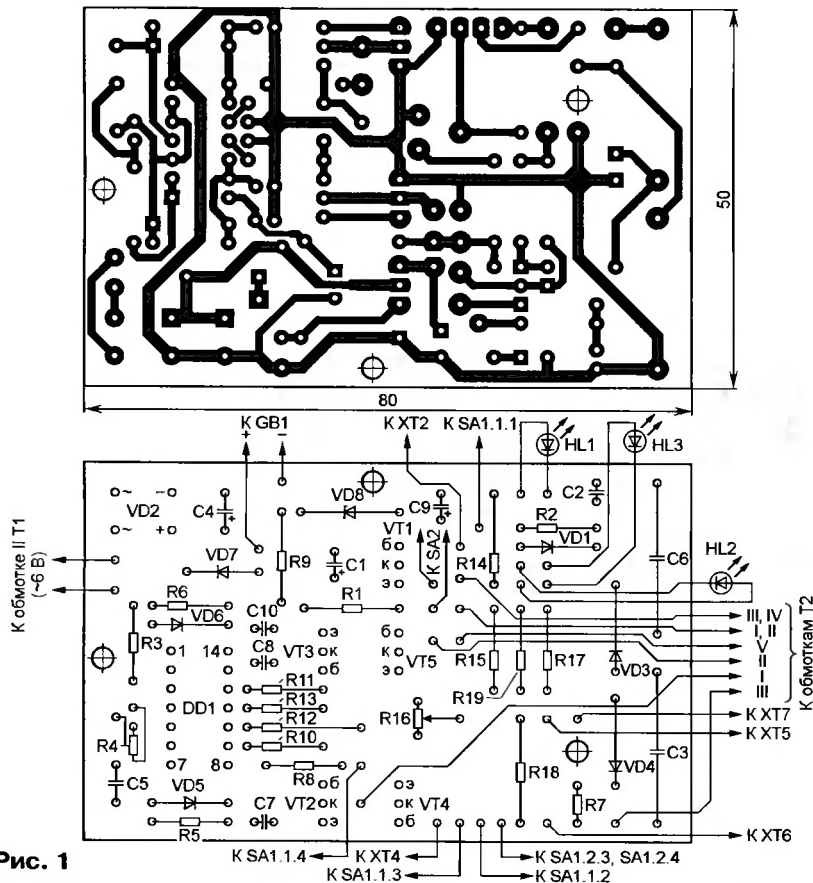 50
80
К GB1
+
−
К XT2
К SA1.1.1
HL1
HL3
~
VD2
−
~
+
C4
+
VD8
C9
+
C2
VT1
б
к
э
К SA2
R2
VD1
R14
C6
HL2
К обмотке II T1
(~6 В)
VD7
R9
C1
+
R6
R1
VD6
C10
R3
1
14
C8
VT3
э
к
б
б
к
э
VT5
R15
R17
R19
VD3
III, IV
I, II
V
II
I
III
К обмоткам T2
R11
R13
DD1
R12
R10
R16
R4
7
8
R8
К XT7
К XT5
C5
VD5
R5
C7
VT2
б
к
э
э
к
б
VT4
R18
R7
VD4
C3
К XT6
К SA1.1.4
К XT4
К SA1.1.3
К SA1.2.3, SA1.2.4
К SA1.1.2
Рис. 1